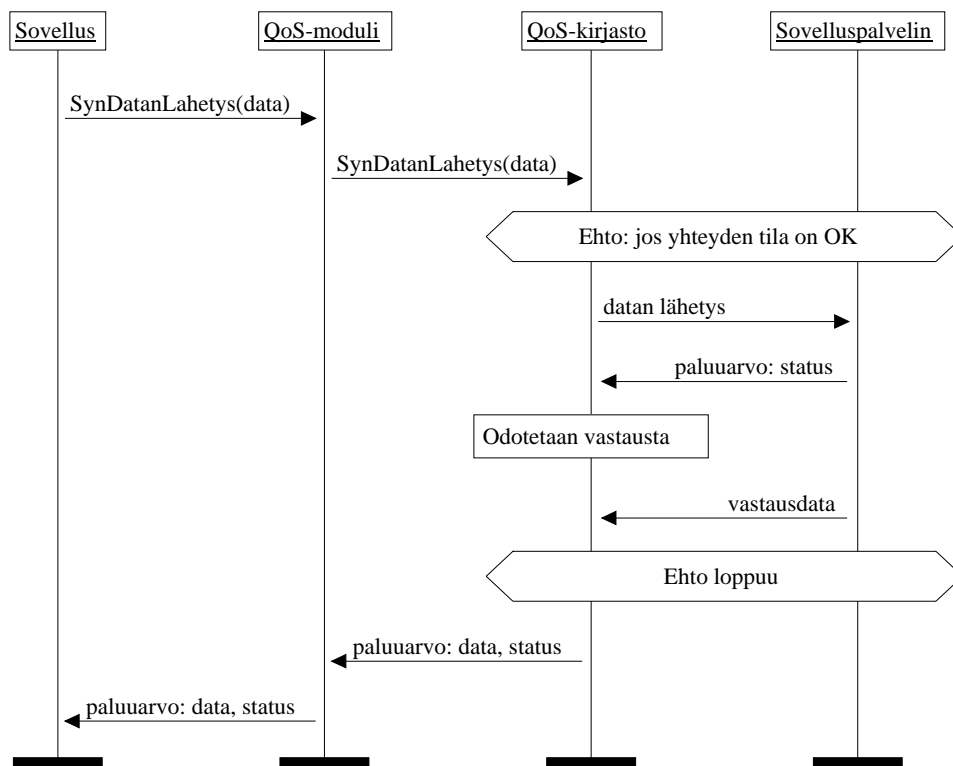 Sovellus
QoS-moduli
QoS-kirjasto
Sovelluspalvelin
SynDatanLahetys(data)
SynDatanLahetys(data)
Ehto: jos yhteyden tila on OK
datan lähetys
paluuarvo: status
Odotetaan vastausta
vastausdata
Ehto loppuu
paluuarvo: data, status
paluuarvo: data, status